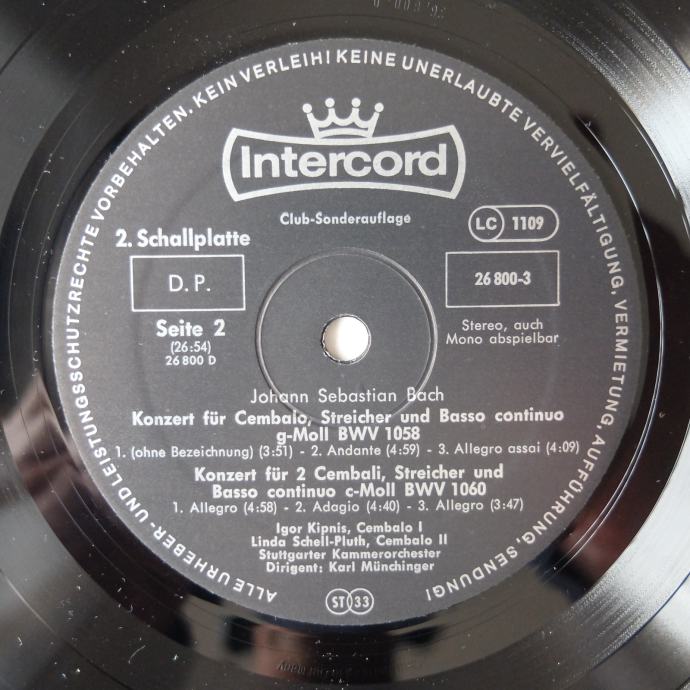 ALLE URHEBER- UND LEISTUNGSSCHUTZRECHTE VORBEHALTEN. KEIN VERLEIH! KEINE UNERLAUBTE VERVIELFÄLTIGUNG, VERMIETUNG, AUFFÜHRUNG, SENDUNG!
Intercord
Club-Sonderauflage
LC 1109
2. Schallplatte
D. P.
26 800-3
Seite 2
(26:54)
26 800 D
Stereo, auch
Mono abspielbar
Johann Sebastian Bach
Konzert für Cembalo, Streicher und Basso continuo
g-Moll BWV 1058
1. (ohne Bezeichnung) (3:51) - 2. Andante (4:59) - 3. Allegro assai (4:09)
Konzert für 2 Cembali, Streicher und
Basso continuo c-Moll BWV 1060
1. Allegro (4:58) - 2. Adagio (4:40) - 3. Allegro (3:47)
Igor Kipnis, Cembalo I
Linda Schell-Pluth, Cembalo II
Stuttgarter Kammerorchester
Dirigent: Karl Münchinger
ST 33